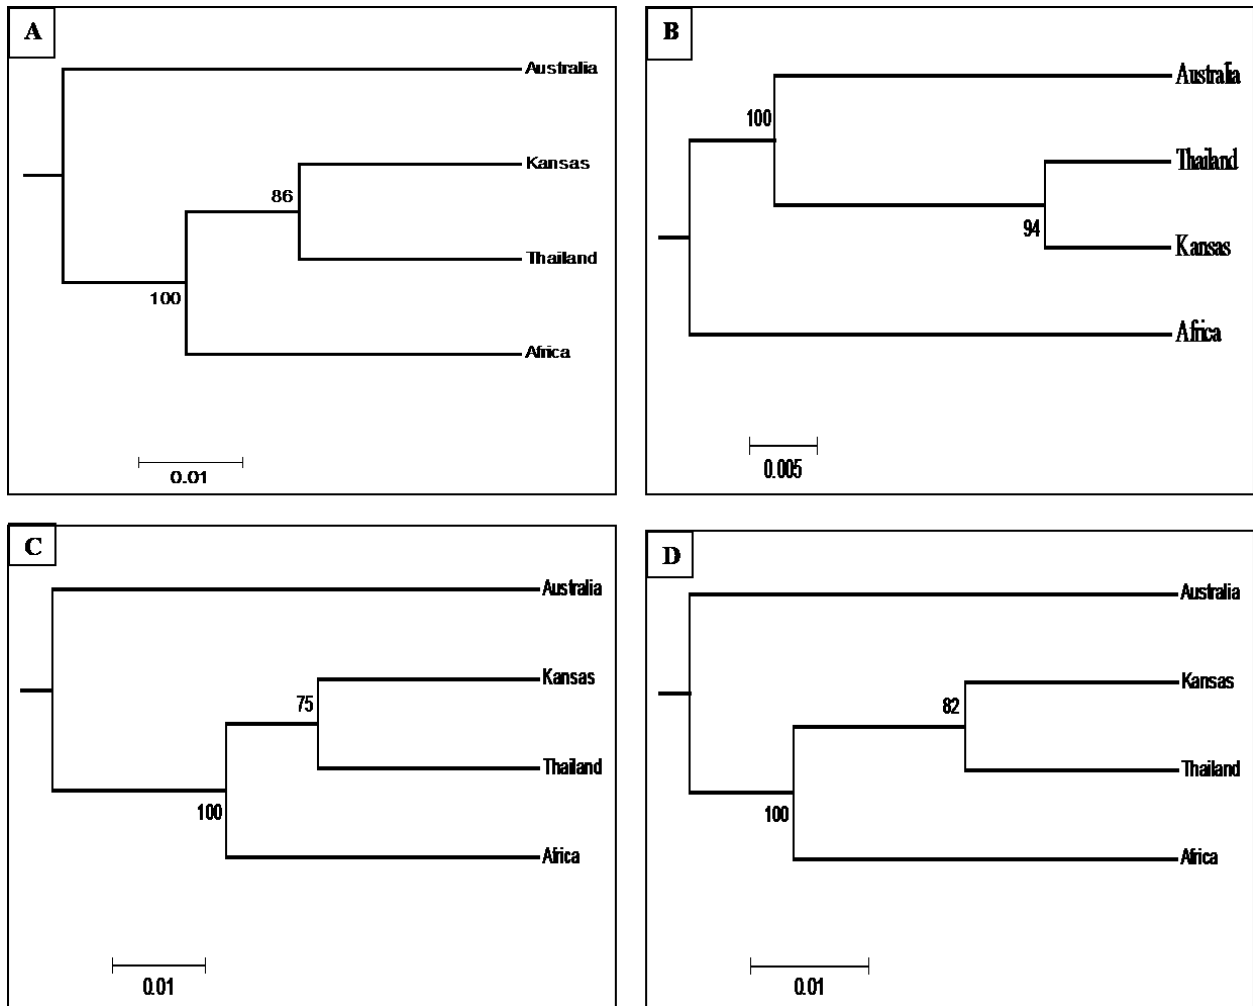 A
Australia
Kansas
86
Thailand
100
Africa
0.01
B
Australia
100
Thailand
94
Kansas
Africa
0.005
C
Australia
Kansas
75
Thailand
100
Africa
0.01
D
Australia
Kansas
82
Thailand
100
Africa
0.01